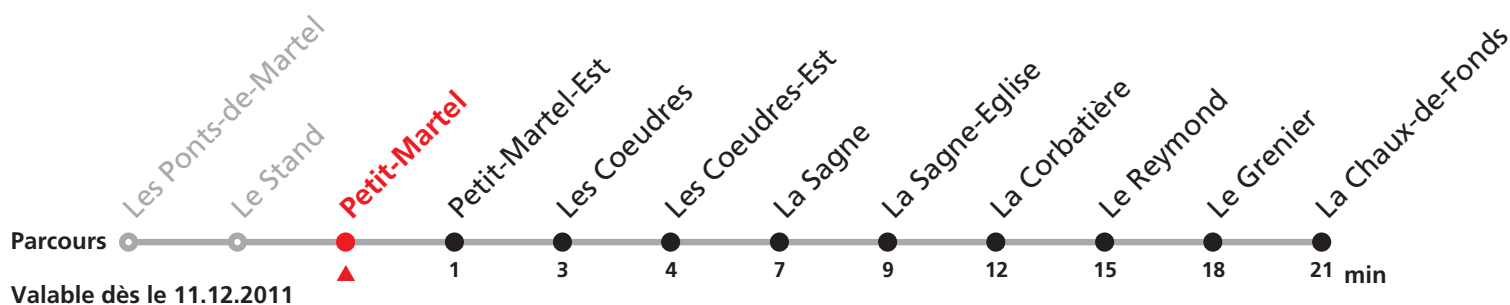 Les Ponts-de-Martel
Le Stand
Petit-Martel
Petit-Martel-Est
Les Coeudres
Les Coeudres-Est
La Sagne
La Sagne-Eglise
La Corbatière
Le Reymond
Le Grenier
La Chaux-de-Fonds
Parcours
1 3 4 7 9 12 15 18 21 min
Valable dès le 11.12.2011